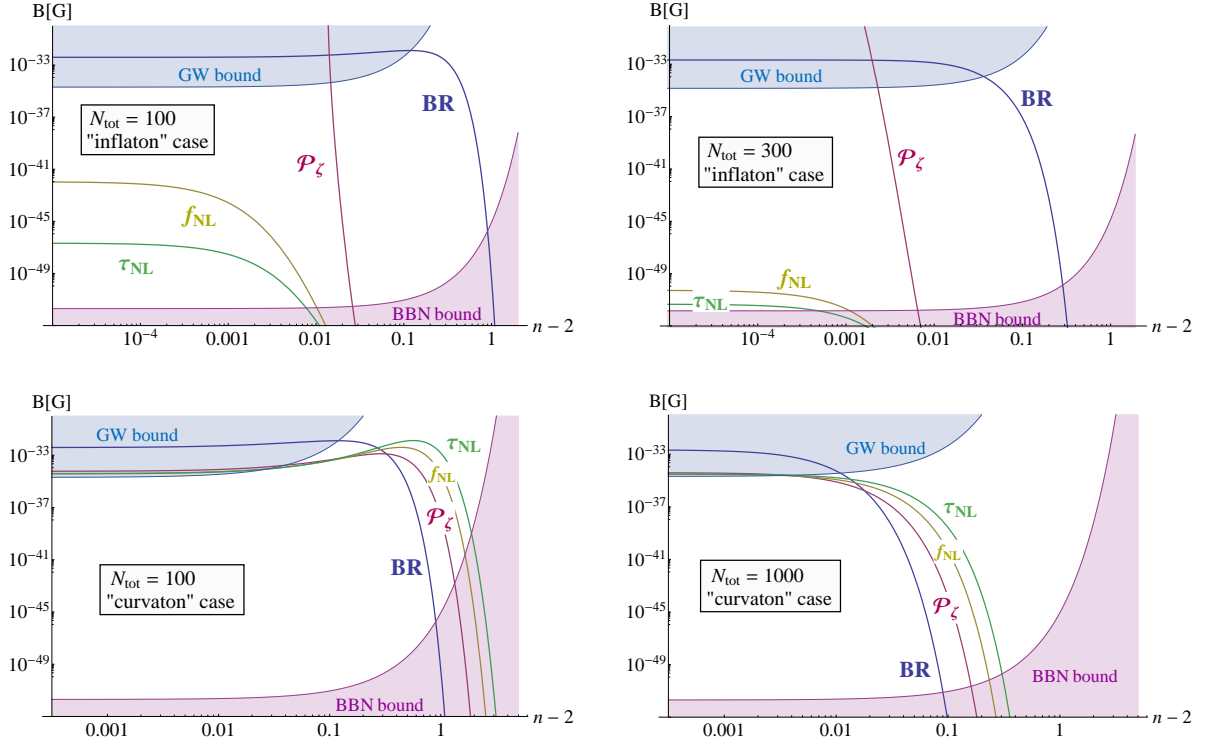 B[G]
10^-33
10^-37
10^-41
10^-45
10^-49
GW bound
BR
N_tot = 100
"inflaton" case
𝒫_ζ
f_NL
τ_NL
BBN bound
n − 2
10^-4 0.001 0.01 0.1 1
B[G]
10^-33
10^-37
10^-41
10^-45
10^-49
GW bound
BR
N_tot = 300
"inflaton" case
𝒫_ζ
f_NL
τ_NL
BBN bound
n − 2
10^-4 0.001 0.01 0.1 1
B[G]
10^-33
10^-37
10^-41
10^-45
10^-49
GW bound
τ_NL
f_NL
𝒫_ζ
BR
N_tot = 100
"curvaton" case
BBN bound
n − 2
0.001 0.01 0.1 1
B[G]
10^-33
10^-37
10^-41
10^-45
10^-49
GW bound
τ_NL
f_NL
𝒫_ζ
BR
N_tot = 1000
"curvaton" case
BBN bound
n − 2
0.001 0.01 0.1 1